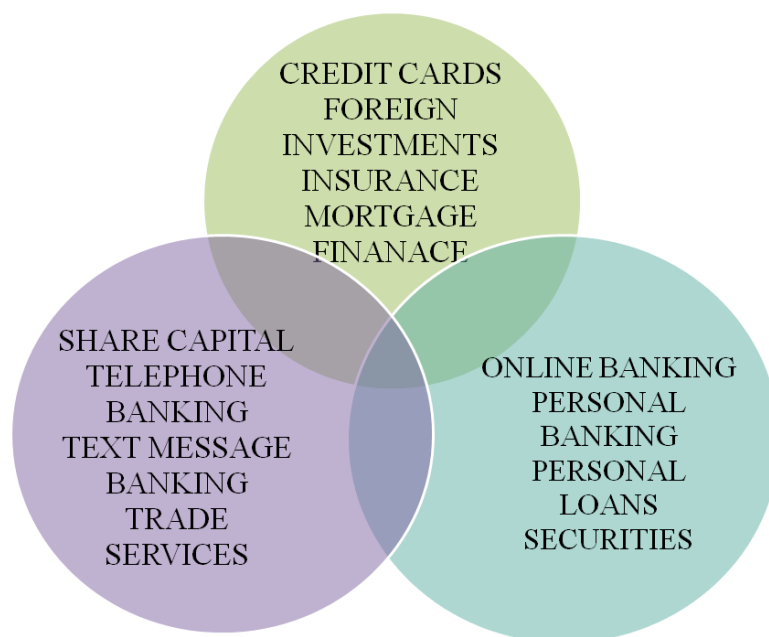 CREDIT CARDS
FOREIGN
INVESTMENTS
INSURANCE
MORTGAGE
FINANACE
SHARE CAPITAL
TELEPHONE
BANKING
TEXT MESSAGE
BANKING
TRADE
SERVICES
ONLINE BANKING
PERSONAL
BANKING
PERSONAL
LOANS
SECURITIES